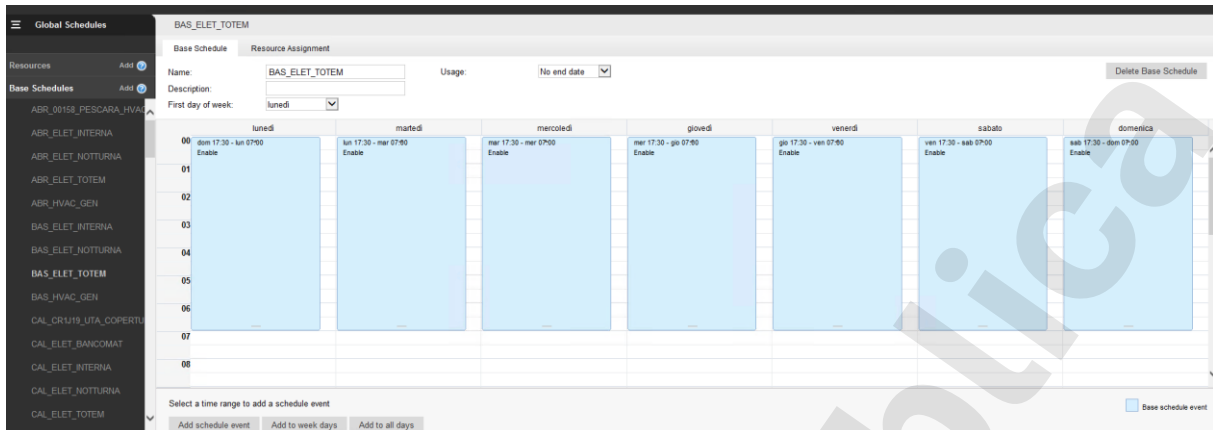 Global Schedules
BAS_ELET_TOTEM
Base Schedule Resource Assignment
Resources Add
Base Schedules Add
ABR_00158_PESCARA_HVAC
ABR_ELET_INTERNA
ABR_ELET_NOTTURNA
ABR_ELET_TOTEM
ABR_HVAC_GEN
BAS_ELET_INTERNA
BAS_ELET_NOTTURNA
BAS_ELET_TOTEM
BAS_HVAC_GEN
CAL_CR1J19_UTA_COPERTU
CAL_ELET_BANCOMAT
CAL_ELET_INTERNA
CAL_ELET_NOTTURNA
CAL_ELET_TOTEM
Name: BAS_ELET_TOTEM Usage: No end date Delete Base Schedule
Description:
First day of week: lunedì
lunedì martedì mercoledì giovedì venerdì sabato domenica
00 dom 17:30 - lun 07:00 lun 17:30 - mar 07:00 mar 17:30 - mer 07:00 mer 17:30 - gio 07:00 gio 17:30 - ven 07:00 ven 17:30 - sab 07:00 sab 17:30 - dom 07:00
Enable Enable Enable Enable Enable Enable Enable
01
02
03
04
05
06
07
08
Select a time range to add a schedule event
Base schedule event
Add schedule event Add to week days Add to all days